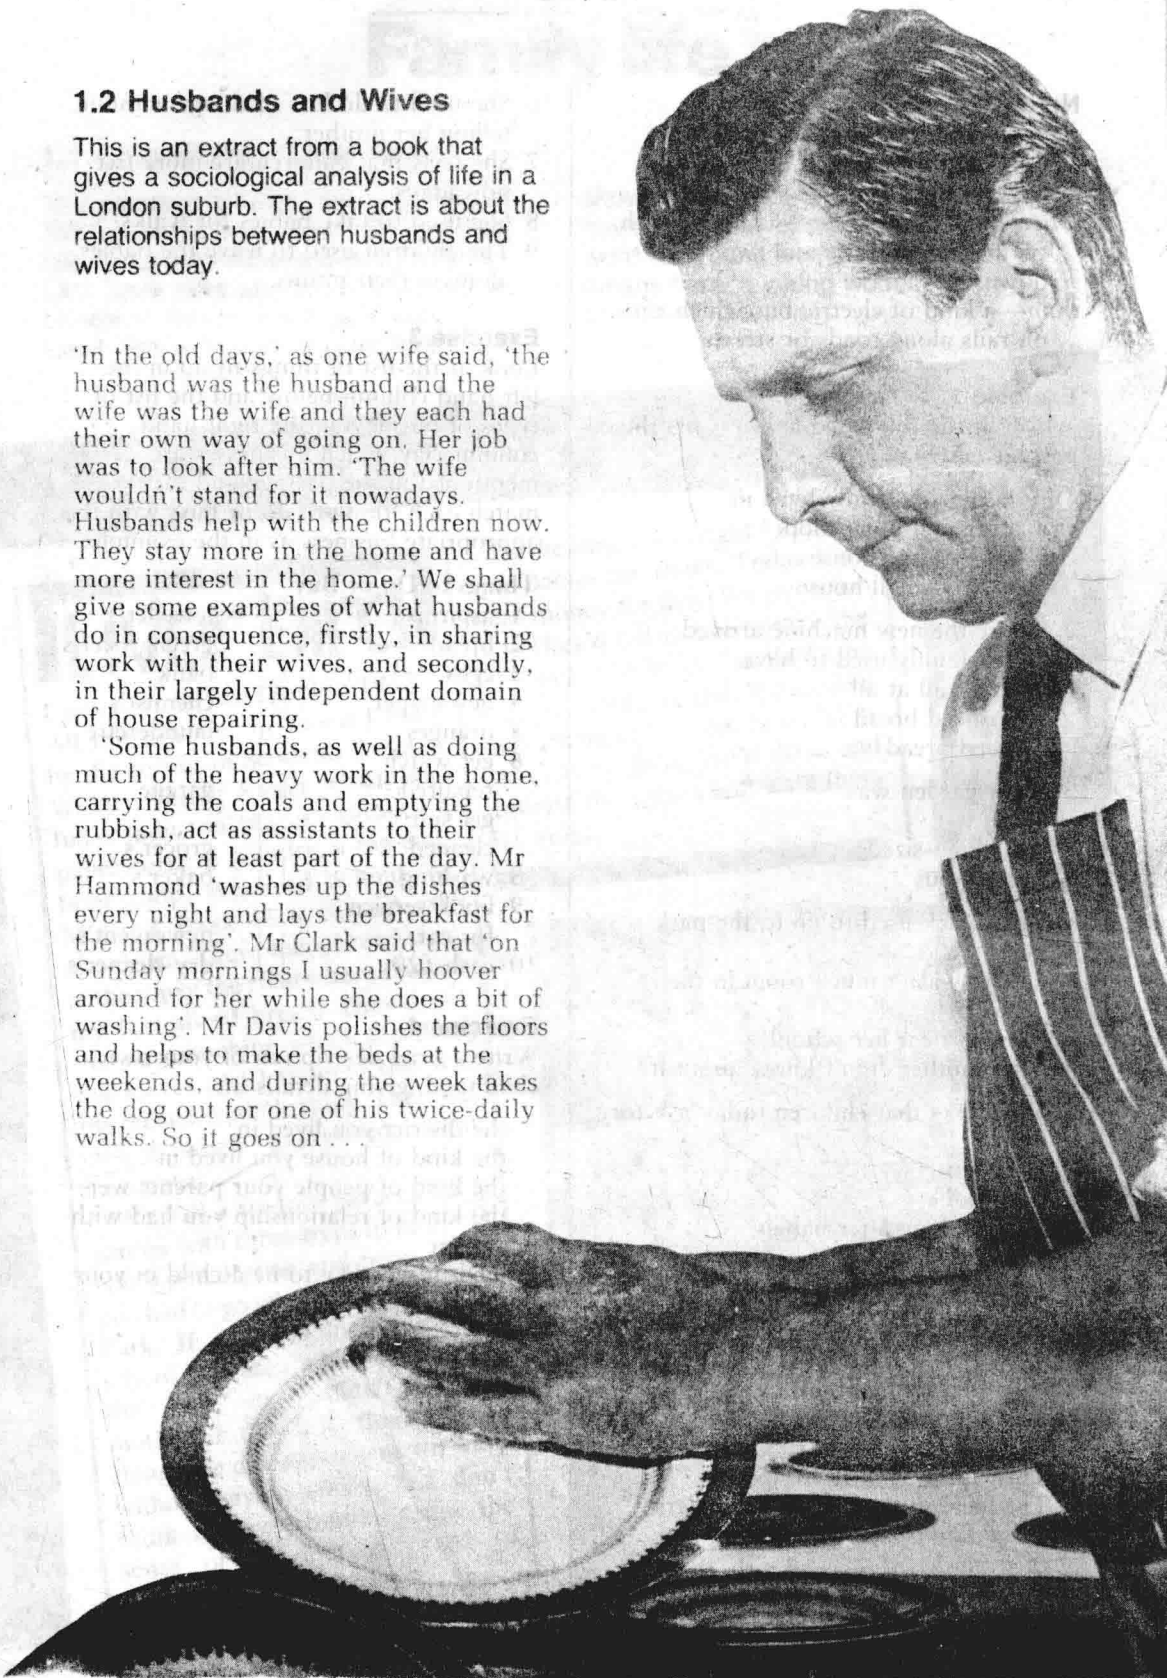 1.2 Husbands and Wives
This is an extract from a book that
gives a sociological analysis of life in a
London suburb. The extract is about the
relationships between husbands and
wives today.
'In the old days,' as one wife said, 'the
husband was the husband and the
wife was the wife and they each had
their own way of going on. Her job
was to look after him. 'The wife
wouldn't stand for it nowadays.
Husbands help with the children now.
They stay more in the home and have
more interest in the home.' We shall
give some examples of what husbands
do in consequence, firstly, in sharing
work with their wives, and secondly,
in their largely independent domain
of house repairing.
'Some husbands, as well as doing
much of the heavy work in the home,
carrying the coals and emptying the
rubbish, act as assistants to their
wives for at least part of the day. Mr
Hammond 'washes up the dishes
every night and lays the breakfast for
the morning'. Mr Clark said that 'on
Sunday mornings I usually hoover
around for her while she does a bit of
washing'. Mr Davis polishes the floors
and helps to make the beds at the
weekends, and during the week takes
the dog out for one of his twice-daily
walks. So it goes on . . .